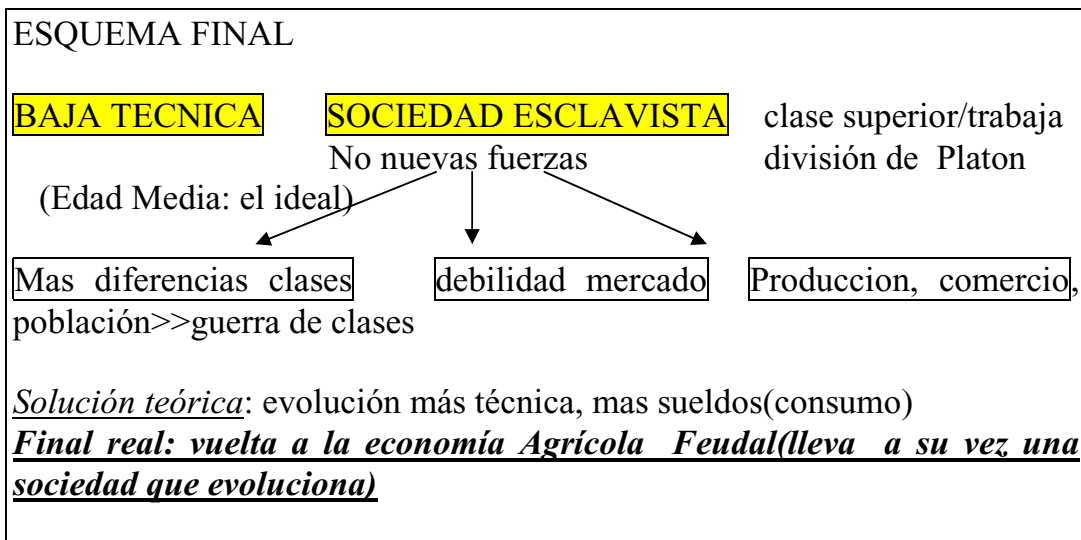 ESQUEMA FINAL
BAJA TECNICA SOCIEDAD ESCLAVISTA clase superior/trabaja
No nuevas fuerzas división de Platon
(Edad Media: el ideal)
Mas diferencias clases debilidad mercado Produccion, comercio,
población>>guerra de clases
Solución teórica: evolución más técnica, mas sueldos(consumo)
Final real: vuelta a la economía Agrícola Feudal(lleva a su vez una
sociedad que evoluciona)